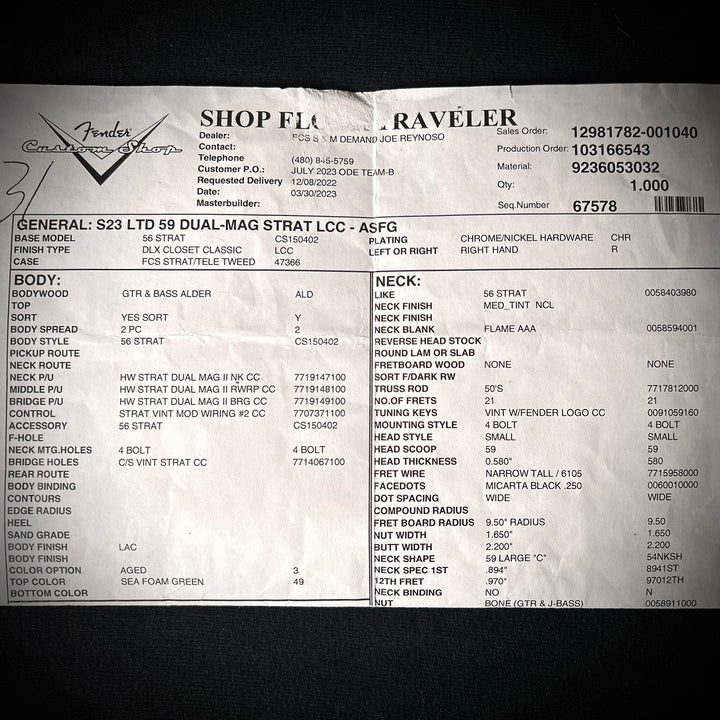 Fender
Custom Shop
31
SHOP FL RAVELER
Dealer: FCS DEMAND JOE REYNOSO
Contact:
Telephone (480) 845-5759
Customer P.O.: JULY 2023 ODE TEAM-B
Requested Delivery 12/08/2022
Date: 03/30/2023
Masterbuilder:
Sales Order: 12981782-001040
Production Order: 103166543
Material: 9236053032
Qty: 1.000
Seq.Number 67578
GENERAL: S23 LTD 59 DUAL-MAG STRAT LCC - ASFG
BASE MODEL 56 STRAT CS150402
FINISH TYPE DLX CLOSET CLASSIC LCC
CASE FCS STRAT/TELE TWEED 47366
PLATING CHROME/NICKEL HARDWARE CHR
LEFT OR RIGHT RIGHT HAND R
BODY:
BODYWOOD GTR & BASS ALDER ALD
TOP
SORT YES SORT Y
BODY SPREAD 2 PC 2
BODY STYLE 56 STRAT CS150402
PICKUP ROUTE
NECK ROUTE
NECK P/U HW STRAT DUAL MAG II NK CC 7719147100
MIDDLE P/U HW STRAT DUAL MAG II RWRP CC 7719148100
BRIDGE P/U HW STRAT DUAL MAG II BRG CC 7719149100
CONTROL STRAT VINT MOD WIRING #2 CC 7707371100
ACCESSORY 56 STRAT CS150402
F-HOLE
NECK MTG.HOLES 4 BOLT 4 BOLT
BRIDGE HOLES C/S VINT STRAT CC 7714067100
REAR ROUTE
BODY BINDING
CONTOURS
EDGE RADIUS
HEEL
SAND GRADE
BODY FINISH LAC
BODY FINISH
COLOR OPTION AGED 3
TOP COLOR SEA FOAM GREEN 49
BOTTOM COLOR
NECK:
LIKE 56 STRAT 0058403980
NECK FINISH MED_TINT NCL
NECK FINISH
NECK BLANK FLAME AAA 0058594001
REVERSE HEAD STOCK
ROUND LAM OR SLAB
FRETBOARD WOOD NONE NONE
SORT F/DARK RW
TRUSS ROD 50'S 7717812000
NO.OF FRETS 21 21
TUNING KEYS VINT W/FENDER LOGO CC 0091059160
MOUNTING STYLE 4 BOLT 4 BOLT
HEAD STYLE SMALL SMALL
HEAD SCOOP 59 59
HEAD THICKNESS 0.580" 580
FRET WIRE NARROW TALL / 6105 7715958000
FACEDOTS MICARTA BLACK .250 0060010000
DOT SPACING WIDE WIDE
COMPOUND RADIUS
FRET BOARD RADIUS 9.50" RADIUS 9.50
NUT WIDTH 1.650" 1.650
BUTT WIDTH 2.200" 2.200
NECK SHAPE 59 LARGE "C" 54NKSH
NECK SPEC 1ST .894" 8941ST
12TH FRET .970" 97012TH
NECK BINDING NO N
NUT BONE (GTR & J-BASS) 0058911000